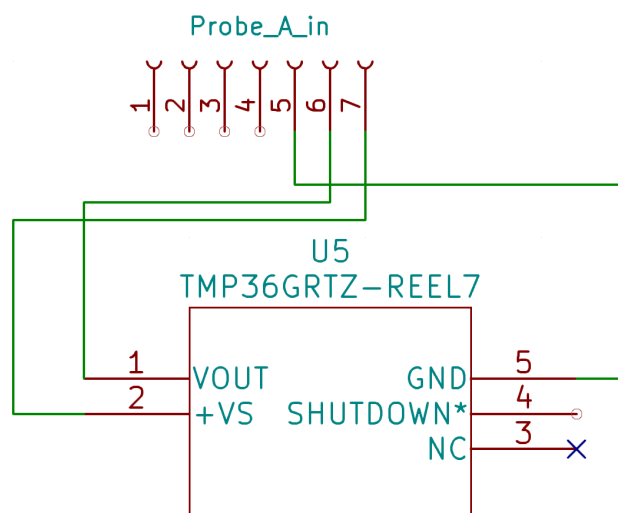 Probe_A_in
1 2 3 4 5 6 7
U5
TMP36GRTZ-REEL7
1 VOUT GND 5
2 +VS SHUTDOWN* 4
NC 3